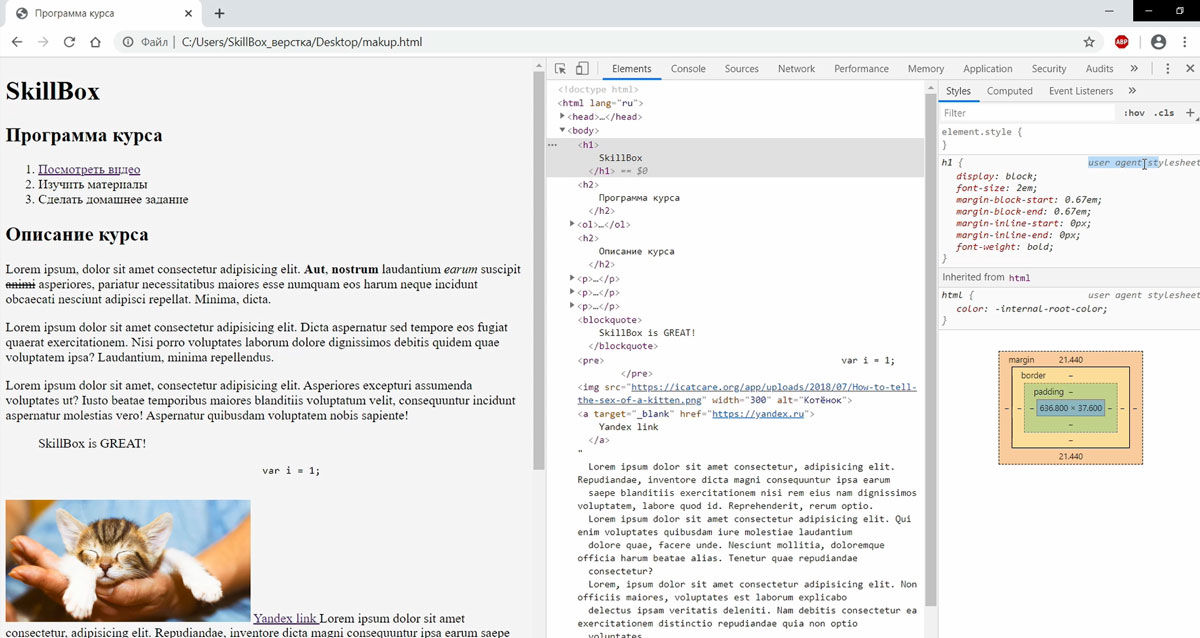 Программа курса
Файл
C:/Users/SkillBox_верстка/Desktop/makup.html
ABP
SkillBox
Программа курса
1. Посмотреть видео
2. Изучить материалы
3. Сделать домашнее задание
Описание курса
Lorem ipsum, dolor sit amet consectetur adipisicing elit. Aut, nostrum laudantium earum suscipit
animi asperiores, pariatur necessitatibus maiores esse numquam eos harum neque incidunt
obcaecati nesciunt adipisci repellat. Minima, dicta.
Lorem ipsum dolor sit amet consectetur adipisicing elit. Dicta aspernatur sed tempore eos fugiat
quaerat exercitationem. Nisi porro voluptates laborum dolore dignissimos debitis quidem quae
voluptatem ipsa? Laudantium, minima repellendus.
Lorem ipsum dolor sit amet, consectetur adipisicing elit. Asperiores excepturi assumenda
voluptates ut? Iusto beatae temporibus maiores blanditiis voluptatum velit, consequuntur incidunt
aspernatur molestias vero! Aspernatur quibusdam voluptatem nobis sapiente!
SkillBox is GREAT!
var i = 1;
Yandex link Lorem ipsum dolor sit amet
consectetur, adipisicing elit. Repudiandae, inventore dicta magni consequuntur ipsa earum saepe
Elements Console Sources Network Performance Memory Application Security Audits
<!doctype html>
<html lang="ru">
<head>…</head>
<body>
<h1>
SkillBox
</h1> == $0
<h2>
Программа курса
</h2>
<ol>…</ol>
<h2>
Описание курса
</h2>
<p>…</p>
<p>…</p>
<p>…</p>
<blockquote>
SkillBox is GREAT!
</blockquote>
<pre> var i = 1;
</pre>
<img src="https://icatcare.org/app/uploads/2018/07/How-to-tell-
the-sex-of-a-kitten.png" width="300" alt="Котёнок">
<a target="_blank" href="https://yandex.ru">
Yandex link
</a>
"
Lorem ipsum dolor sit amet consectetur, adipisicing elit.
Repudiandae, inventore dicta magni consequuntur ipsa earum
saepe blanditiis exercitationem nisi rem eius nam dignissimos
voluptatem, labore quod id. Reprehenderit, rerum optio.
Lorem ipsum dolor sit amet consectetur adipisicing elit. Qui
enim voluptates quibusdam iure molestiae laudantium
dolore quae, facere unde. Nesciunt mollitia, doloremque
officia harum beatae alias. Tenetur quae repudiandae
consectetur?
Lorem, ipsum dolor sit amet consectetur adipisicing elit. Non
officiis maiores, voluptates est laborum explicabo
delectus ipsam veritatis deleniti. Nam debitis consectetur ea
exercitationem distinctio repudiandae quia non optio
voluptates
Styles Computed Event Listeners
Filter :hov .cls
element.style {
}
h1 { user agent stylesheet
display: block;
font-size: 2em;
margin-block-start: 0.67em;
margin-block-end: 0.67em;
margin-inline-start: 0px;
margin-inline-end: 0px;
font-weight: bold;
}
Inherited from html
html { user agent stylesheet
color: -internal-root-color;
}
margin 21.440
border –
padding –
636.800 × 37.600
21.440